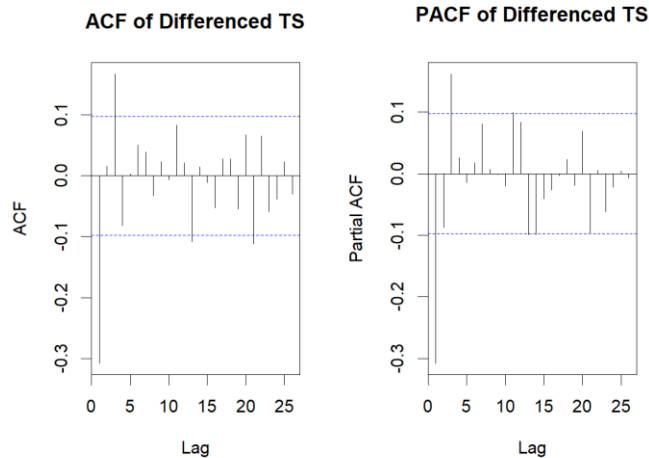 ACF of Differenced TS
ACF
0.1
0.0
-0.1
-0.2
-0.3
0 5 10 15 20 25
Lag
PACF of Differenced TS
Partial ACF
0.1
0.0
-0.1
-0.2
-0.3
0 5 10 15 20 25
Lag